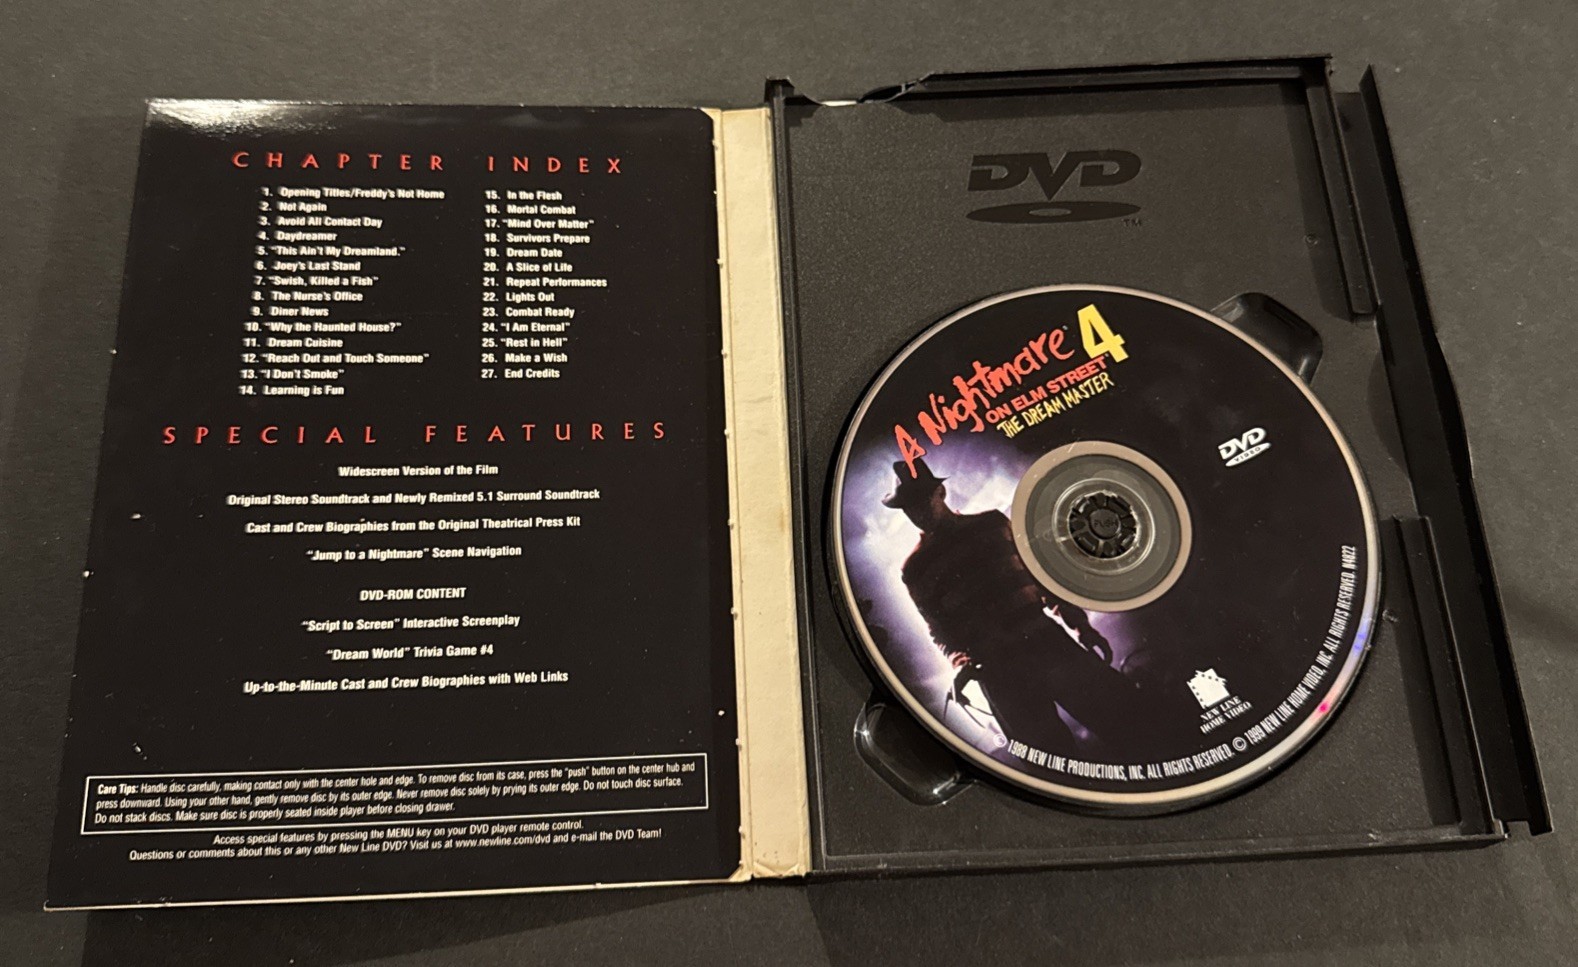 CHAPTER INDEX
1. Opening Titles/Freddy's Not Home
2. Not Again
3. Avoid All Contact Day
4. Daydreamer
5. "This Ain't My Dreamland."
6. Joey's Last Stand
7. "Swish, Killed a Fish"
8. The Nurse's Office
9. Diner News
10. "Why the Haunted House?"
11. Dream Cuisine
12. "Reach Out and Touch Someone"
13. "I Don't Smoke"
14. Learning is Fun
15. In the Flesh
16. Mortal Combat
17. "Mind Over Matter"
18. Survivors Prepare
19. Dream Date
20. A Slice of Life
21. Repeat Performances
22. Lights Out
23. Combat Ready
24. "I Am Eternal"
25. "Rest in Hell"
26. Make a Wish
27. End Credits
SPECIAL FEATURES
Widescreen Version of the Film
Original Stereo Soundtrack and Newly Remixed 5.1 Surround Soundtrack
Cast and Crew Biographies from the Original Theatrical Press Kit
"Jump to a Nightmare" Scene Navigation
DVD-ROM CONTENT
"Script to Screen" Interactive Screenplay
"Dream World" Trivia Game #4
Up-to-the-Minute Cast and Crew Biographies with Web Links
Care Tips: Handle disc carefully, making contact only with the center hole and edge. To remove disc from its case, press the "push" button on the center hub and
press downward. Using your other hand, gently remove disc by its outer edge. Never remove disc solely by prying its outer edge. Do not touch disc surface.
Do not stack discs. Make sure disc is properly seated inside player before closing drawer.
Access special features by pressing the MENU key on your DVD player remote control.
Questions or comments about this or any other New Line DVD? Visit us at www.newline.com/dvd and e-mail the DVD Team!
DVD
TM
A Nightmare 4
ON ELM STREET
THE DREAM MASTER
DVD
VIDEO
PUSH
NEW LINE
HOME VIDEO
1988 NEW LINE PRODUCTIONS, INC. ALL RIGHTS RESERVED. © 1999 NEW LINE HOME VIDEO, INC. ALL RIGHTS RESERVED. N4822